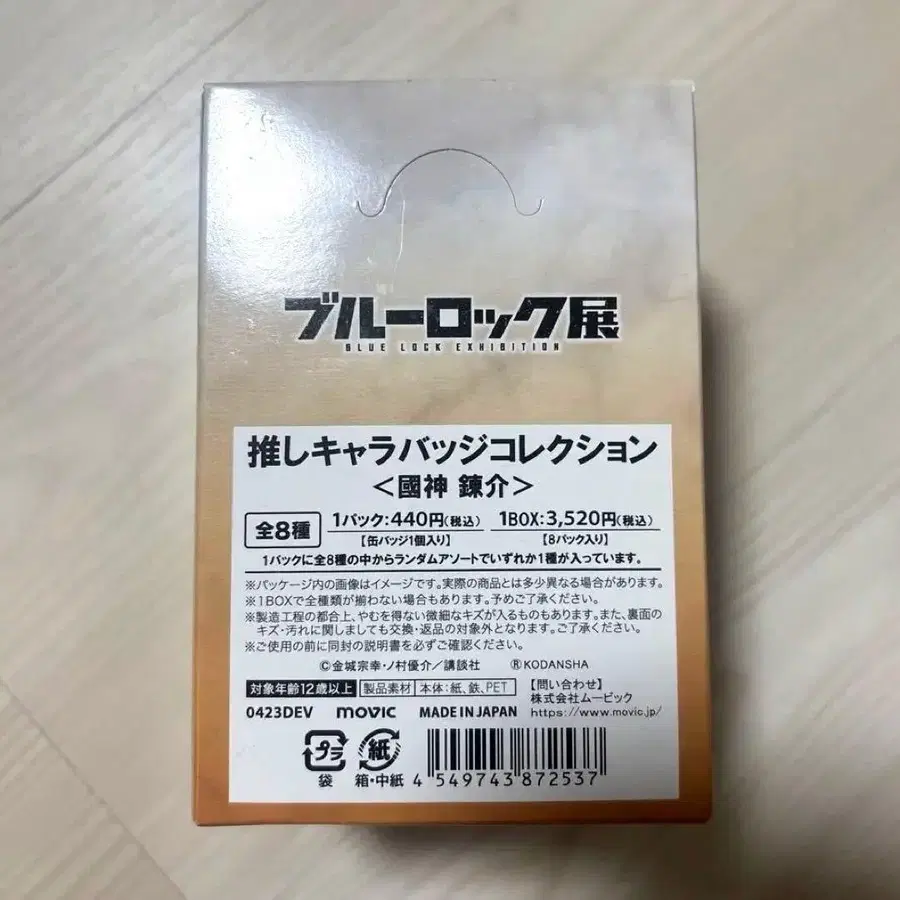 ブルーロック展
BLUE LOCK EXHIBITION
推しキャラバッジコレクション
＜國神 錬介＞
全8種 1パック:440円(税込) 1BOX:3,520円(税込)
【缶バッジ1個入り】 【8パック入り】
1パックに全8種の中からランダムアソートでいずれか1種が入っています。
※パッケージ内の画像はイメージです。実際の商品とは多少異なる場合があります。
※1BOXで全種類が揃わない場合もあります。予めご了承ください。
※製造工程の都合上、やむを得ない微細なキズが入るものもあります。また、裏面の
キズ・汚れに関しましても交換・返品の対象外となります。ご了承ください。
※ご使用の前に同封の説明書を必ずご確認ください。
©金城宗幸・ノ村優介／講談社 ®KODANSHA
対象年齢12歳以上 製品素材 本体:紙、鉄、PET 【問い合わせ】
株式会社ムービック
0423DEV movic MADE IN JAPAN https://www.movic.jp/
プラ 紙
袋 箱・中紙 4 549743 872537